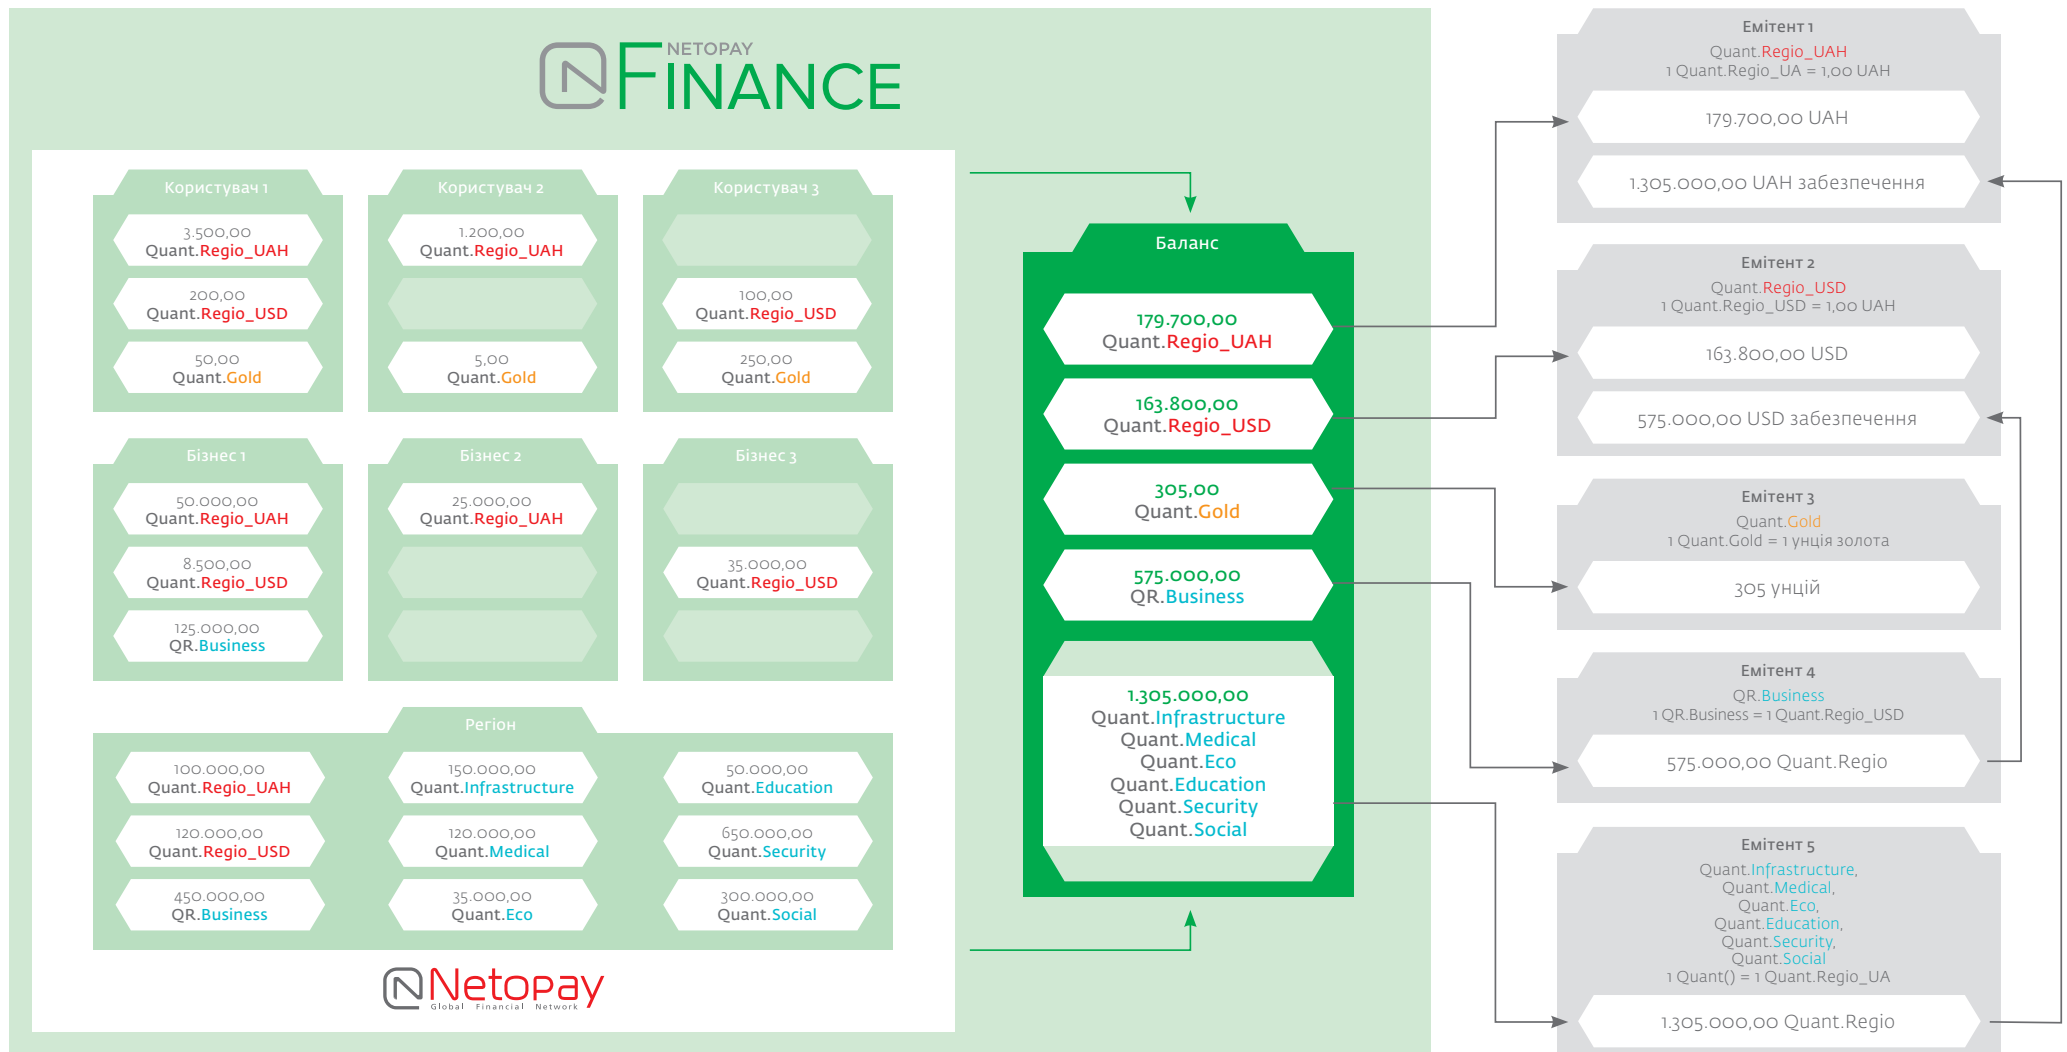 NETOPAY
FINANCE
Користувач 1
3.500,00
Quant.Regio_UAH
200,00
Quant.Regio_USD
50,00
Quant.Gold
Користувач 2
1.200,00
Quant.Regio_UAH
5,00
Quant.Gold
Користувач 3
100,00
Quant.Regio_USD
250,00
Quant.Gold
Бізнес 1
50.000,00
Quant.Regio_UAH
8.500,00
Quant.Regio_USD
125.000,00
QR.Business
Бізнес 2
25.000,00
Quant.Regio_UAH
Бізнес 3
35.000,00
Quant.Regio_USD
Регіон
100.000,00
Quant.Regio_UAH
120.000,00
Quant.Regio_USD
450.000,00
QR.Business
150.000,00
Quant.Infrastructure
120.000,00
Quant.Medical
35.000,00
Quant.Eco
50.000,00
Quant.Education
650.000,00
Quant.Security
300.000,00
Quant.Social
Netopay
Global Financial Network
Баланс
179.700,00
Quant.Regio_UAH
163.800,00
Quant.Regio_USD
305,00
Quant.Gold
575.000,00
QR.Business
1.305.000,00
Quant.Infrastructure
Quant.Medical
Quant.Eco
Quant.Education
Quant.Security
Quant.Social
Емітент 1
Quant.Regio_UAH
1 Quant.Regio_UA = 1,00 UAH
179.700,00 UAH
1.305.000,00 UAH забезпечення
Емітент 2
Quant.Regio_USD
1 Quant.Regio_USD = 1,00 UAH
163.800,00 USD
575.000,00 USD забезпечення
Емітент 3
Quant.Gold
1 Quant.Gold = 1 унція золота
305 унцій
Емітент 4
QR.Business
1 QR.Business = 1 Quant.Regio_USD
575.000,00 Quant.Regio
Емітент 5
Quant.Infrastructure,
Quant.Medical,
Quant.Eco,
Quant.Education,
Quant.Security,
Quant.Social
1 Quant() = 1 Quant.Regio_UA
1.305.000,00 Quant.Regio